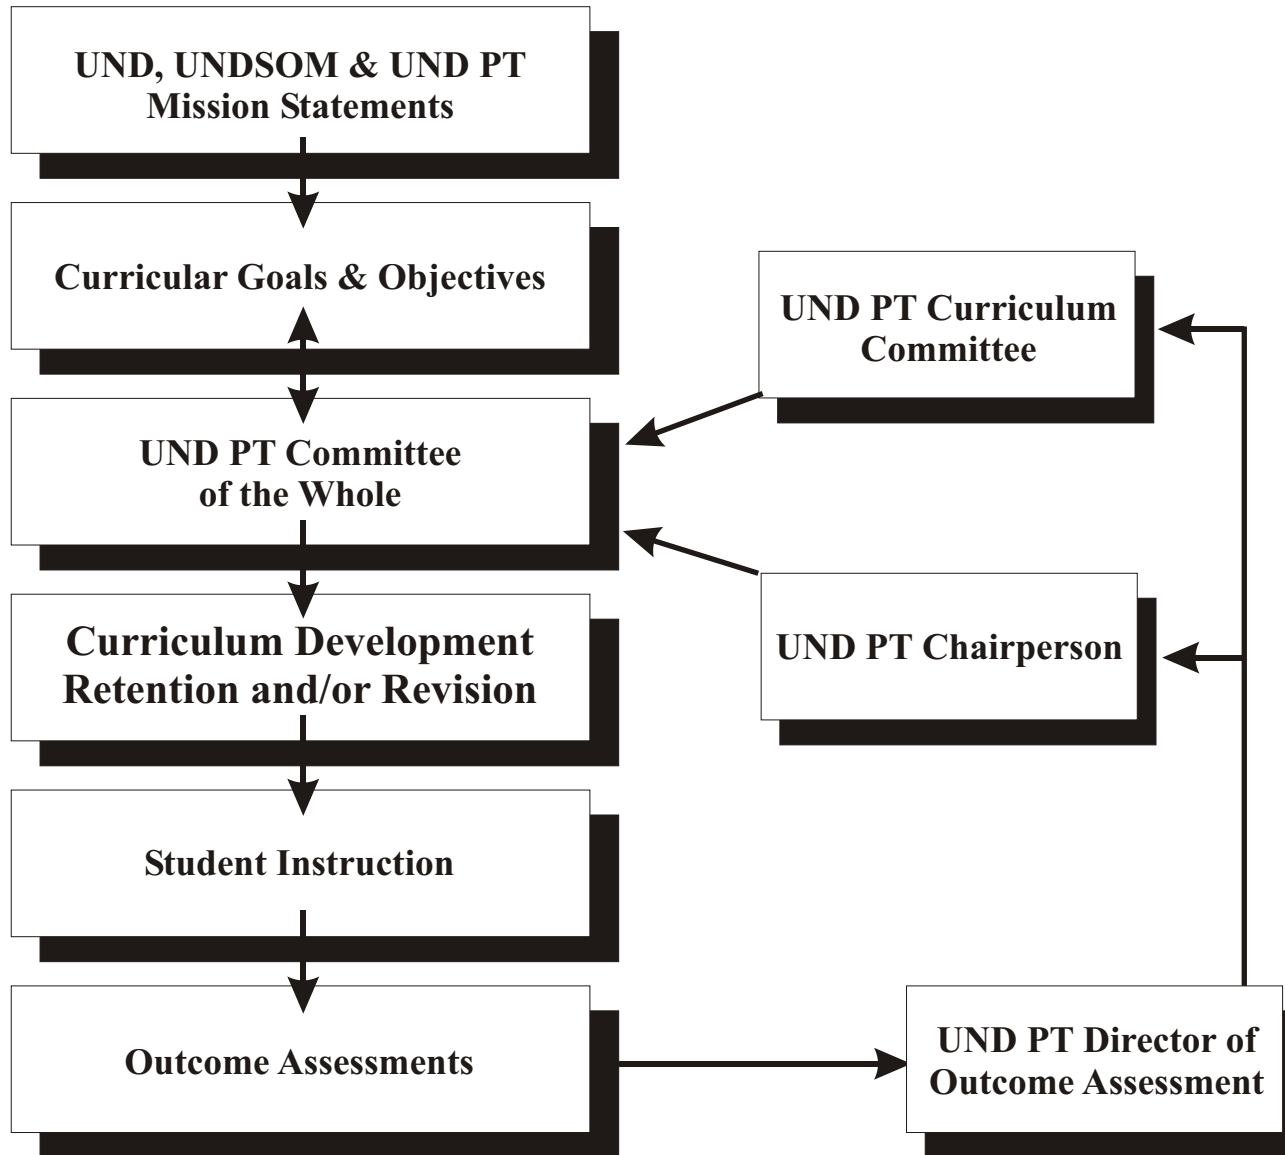 UND, UNDSOM & UND PT
Mission Statements
Curricular Goals & Objectives
UND PT Curriculum
Committee
UND PT Committee
of the Whole
UND PT Chairperson
Curriculum Development
Retention and/or Revision
Student Instruction
Outcome Assessments
UND PT Director of
Outcome Assessment